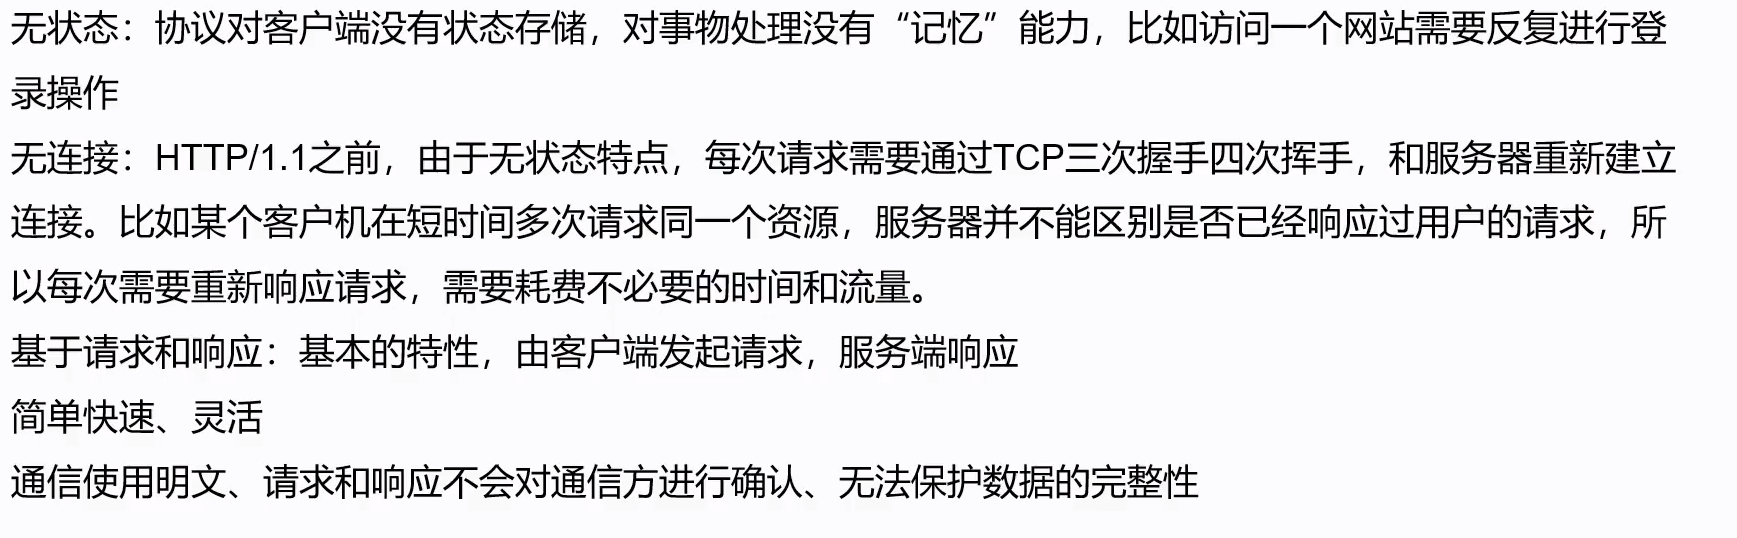 无状态：协议对客户端没有状态存储，对事物处理没有“记忆”能力，比如访问一个网站需要反复进行登
录操作
无连接：HTTP/1.1之前，由于无状态特点，每次请求需要通过TCP三次握手四次挥手，和服务器重新建立
连接。比如某个客户机在短时间多次请求同一个资源，服务器并不能区别是否已经响应过用户的请求，所
以每次需要重新响应请求，需要耗费不必要的时间和流量。
基于请求和响应：基本的特性，由客户端发起请求，服务端响应
简单快速、灵活
通信使用明文、请求和响应不会对通信方进行确认、无法保护数据的完整性